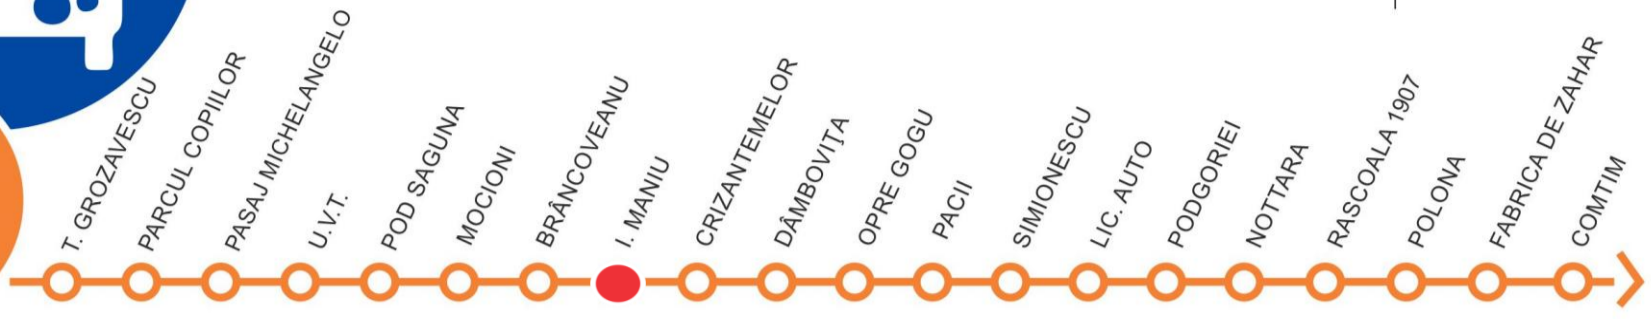 T. GROZAVESCU
PARCUL COPIILOR
PASAJ MICHELANGELO
U.V.T.
POD SAGUNA
MOCIONI
BRÂNCOVEANU
I. MANIU
CRIZANTEMELOR
DÂMBOVIŢA
OPRE GOGU
PACII
SIMIONESCU
LIC. AUTO
PODGORIEI
NOTTARA
RASCOALA 1907
POLONA
FABRICA DE ZAHAR
COMTIM